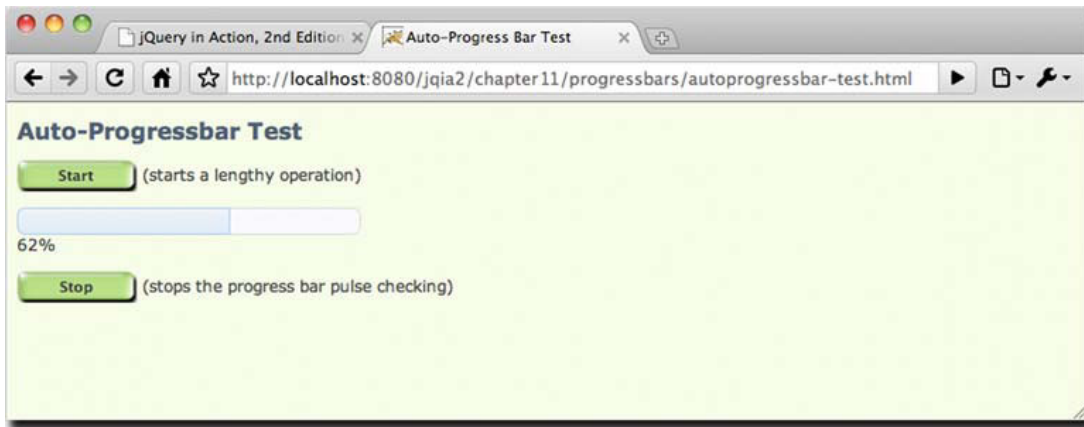 jQuery in Action, 2nd Edition
Auto-Progress Bar Test
http://localhost:8080/jqia2/chapter11/progressbars/autoprogressbar-test.html
Auto-Progressbar Test
Start (starts a lengthy operation)
62%
Stop (stops the progress bar pulse checking)